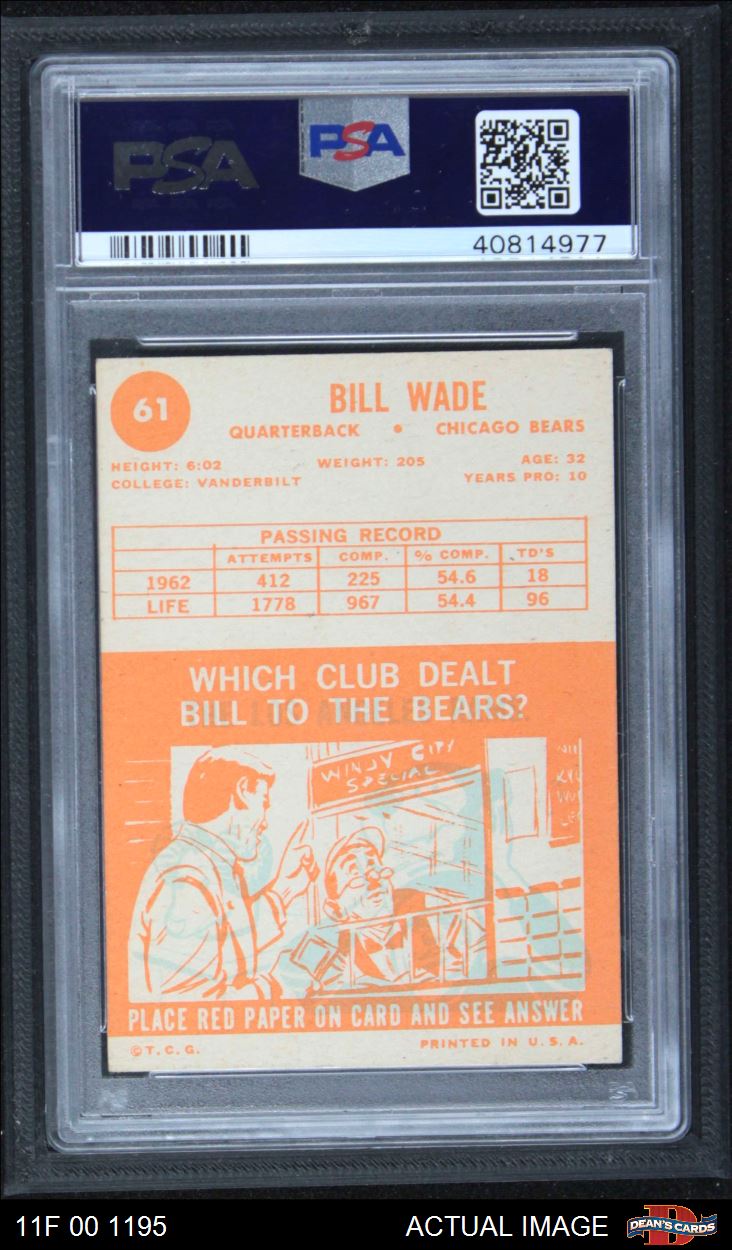 PSA
PSA
40814977
61
BILL WADE
QUARTERBACK • CHICAGO BEARS
HEIGHT: 6:02 WEIGHT: 205 AGE: 32
COLLEGE: VANDERBILT YEARS PRO: 10
PASSING RECORD
ATTEMPTS COMP. % COMP. TD'S
1962 412 225 54.6 18
LIFE 1778 967 54.4 96
WHICH CLUB DEALT
BILL TO THE BEARS?
WINDY CITY
SPECIAL
PLACE RED PAPER ON CARD AND SEE ANSWER
©T.C.G. PRINTED IN U.S.A.
11F 00 1195 ACTUAL IMAGE DEAN'S CARDS